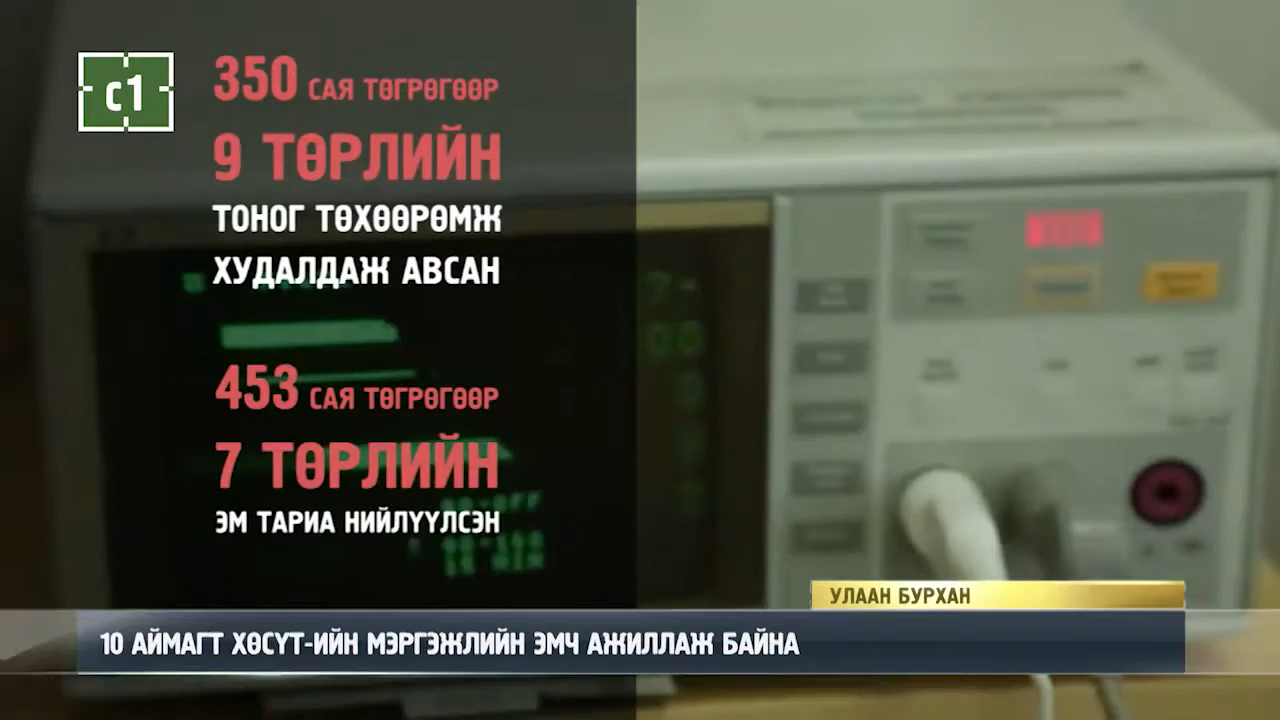 c1
350 САЯ ТӨГРӨГӨӨР
9 ТӨРЛИЙН
ТОНОГ ТӨХӨӨРӨМЖ
ХУДАЛДАЖ АВСАН
453 САЯ ТӨГРӨГӨӨР
7 ТӨРЛИЙН
ЭМ ТАРИА НИЙЛҮҮЛСЭН
УЛААН БУРХАН
10 АЙМАГТ ХӨСҮТ-ИЙН МЭРГЭЖЛИЙН ЭМЧ АЖИЛЛАЖ БАЙНА